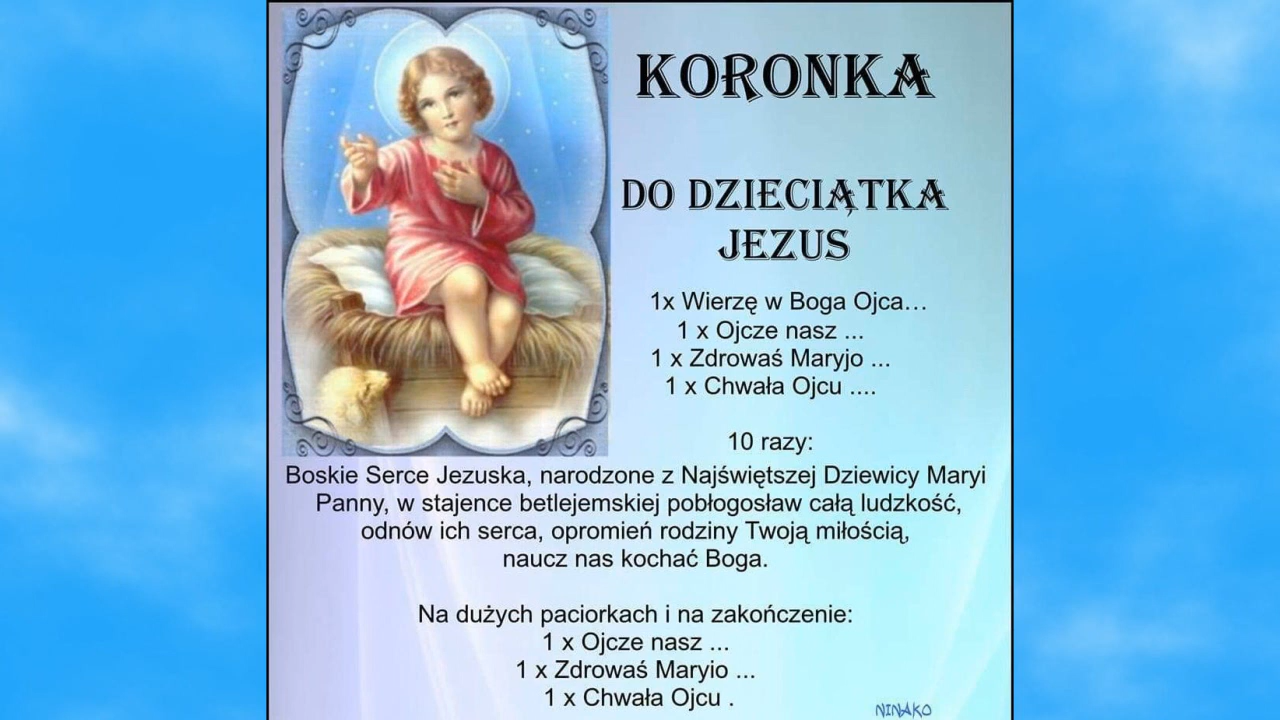 KORONKA
DO DZIECIĄTKA
JEZUS
1x Wierzę w Boga Ojca…
1 x Ojcze nasz ...
1 x Zdrowaś Maryjo ...
1 x Chwała Ojcu ....
10 razy:
Boskie Serce Jezuska, narodzone z Najświętszej Dziewicy Maryi
Panny, w stajence betlejemskiej pobłogosław całą ludzkość,
odnów ich serca, opromień rodziny Twoją miłością,
naucz nas kochać Boga.
Na dużych paciorkach i na zakończenie:
1 x Ojcze nasz ...
1 x Zdrowaś Maryio ...
1 x Chwała Ojcu .
NINAKO